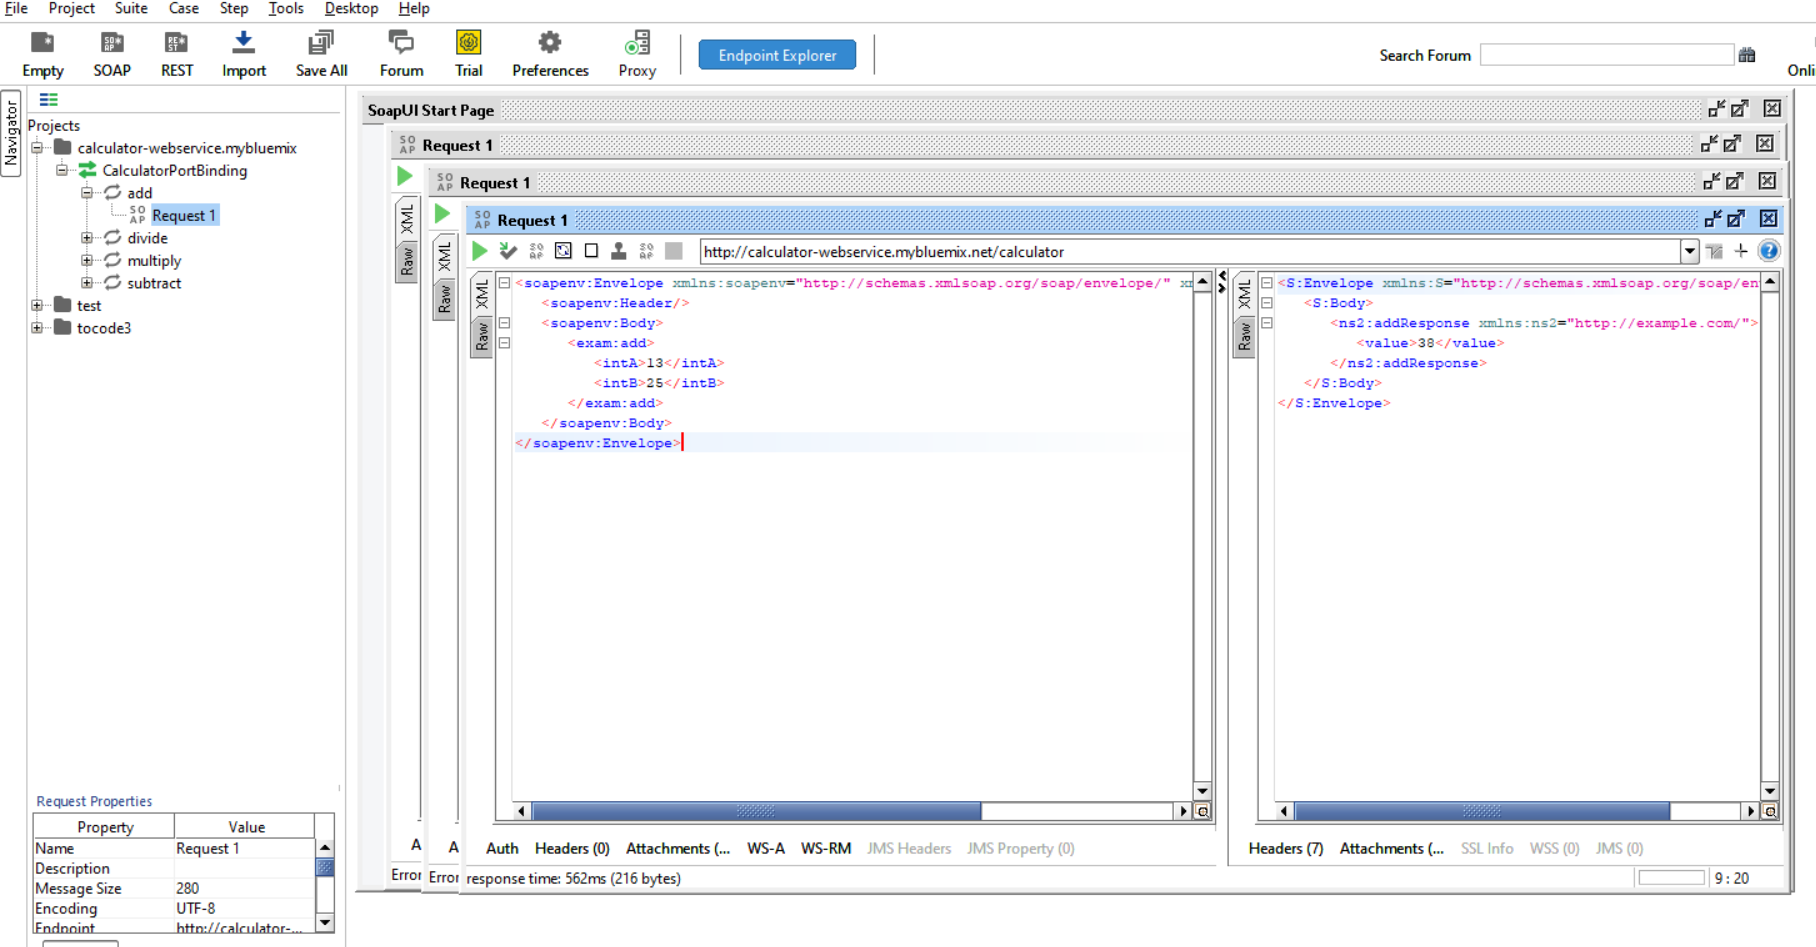 File Project Suite Case Step Tools Desktop Help
Empty SOAP REST Import Save All Forum Trial Preferences Proxy Endpoint Explorer Search Forum Onli
Navigator
Projects
calculator-webservice.mybluemix
CalculatorPortBinding
add
SO AP Request 1
divide
multiply
subtract
test
tocode3
SoapUI Start Page
SO AP Request 1
SO AP Request 1
SO AP Request 1
XML
Raw
XML
Raw
http://calculator-webservice.mybluemix.net/calculator
XML
Raw
<soapenv:Envelope xmlns:soapenv="http://schemas.xmlsoap.org/soap/envelope/" xm
<soapenv:Header/>
<soapenv:Body>
<exam:add>
<intA>13</intA>
<intB>25</intB>
</exam:add>
</soapenv:Body>
</soapenv:Envelope>
XML
Raw
<S:Envelope xmlns:S="http://schemas.xmlsoap.org/soap/en
<S:Body>
<ns2:addResponse xmlns:ns2="http://example.com/">
<value>38</value>
</ns2:addResponse>
</S:Body>
</S:Envelope>
A A Auth Headers (0) Attachments (... WS-A WS-RM JMS Headers JMS Property (0)
Headers (7) Attachments (... SSL Info WSS (0) JMS (0)
Error Error response time: 562ms (216 bytes) 9 : 20
Request Properties
Property Value
Name Request 1
Description
Message Size 280
Encoding UTF-8
Endpoint http://calculator-...